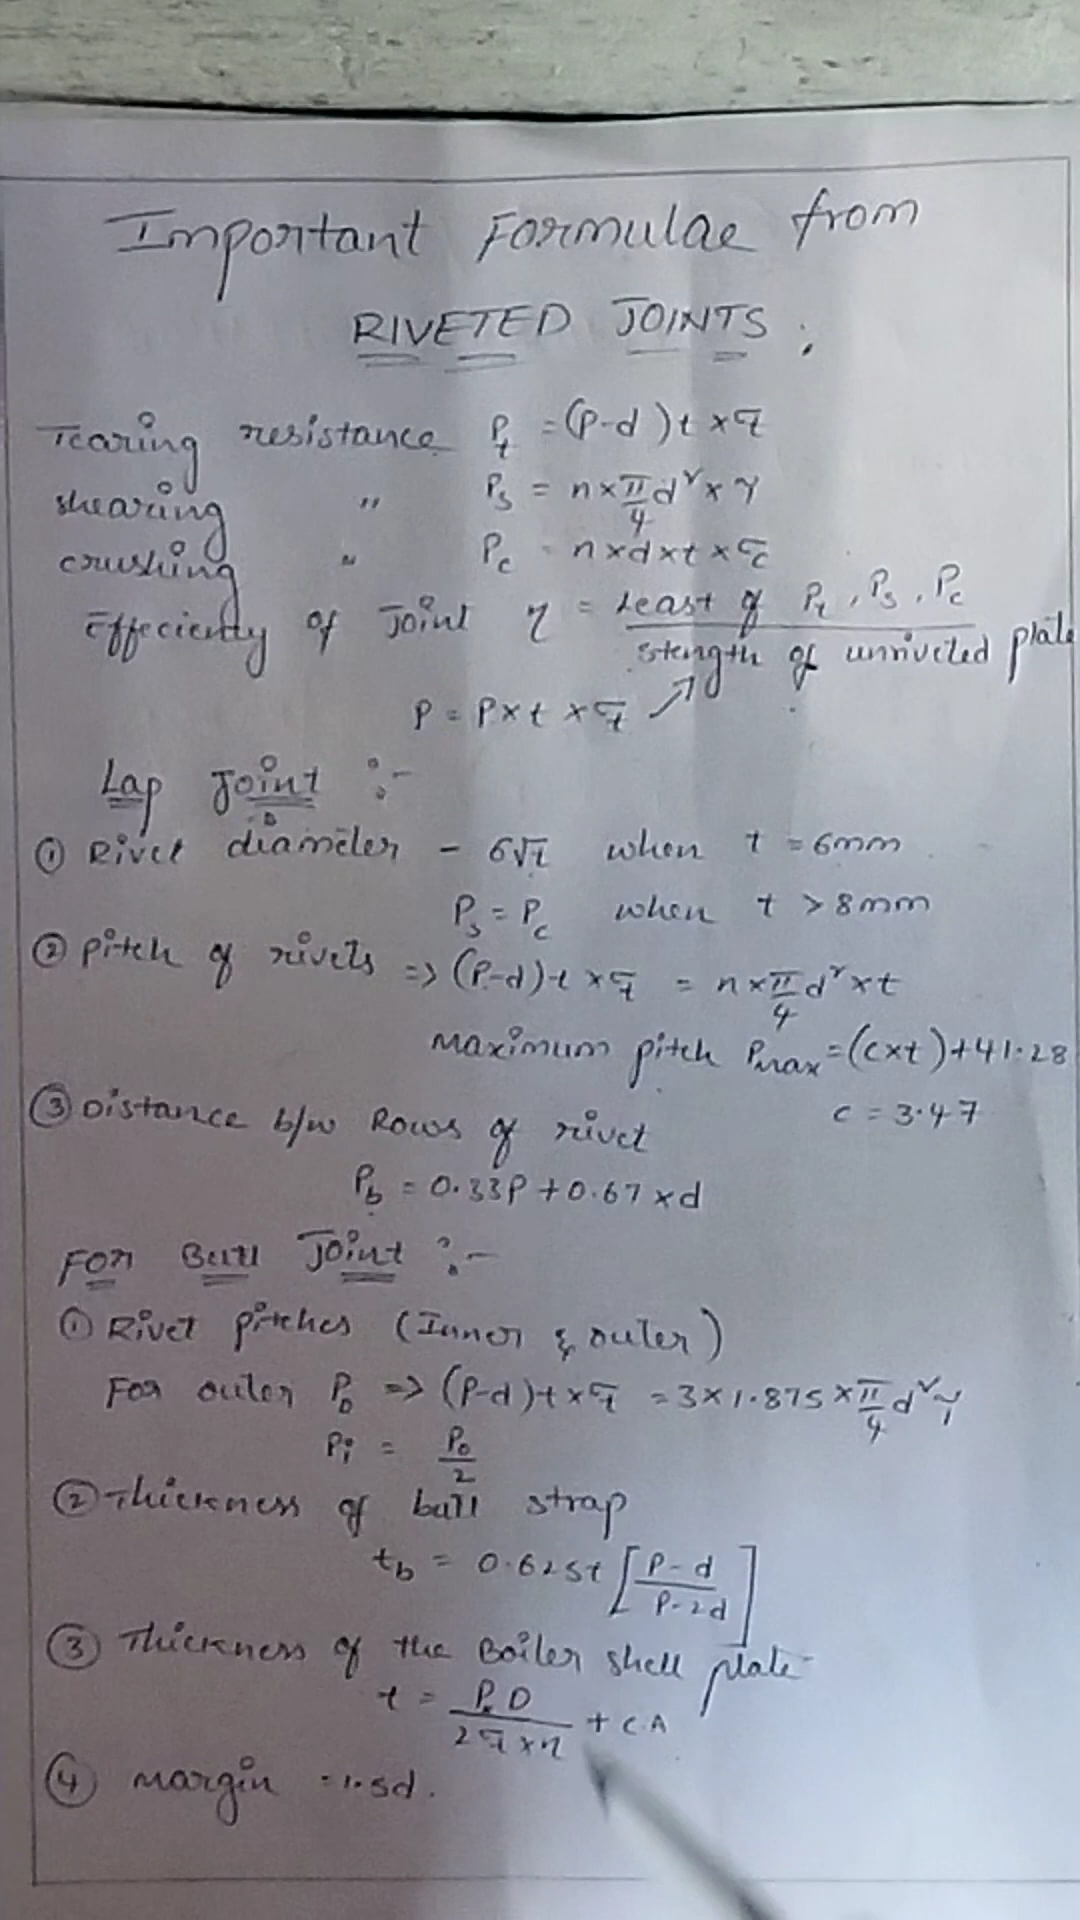 Important Formulae from
RIVETED JOINTS;
Tearing resistance Pt = (P-d)t × σt
shearing " Ps = n × π/4 d² × τ
crushing " Pc = n×d×t×σc
Effeciency of Joint η = Least of Pt, Ps, Pc / Stength of unriveted plate
P = P×t×σt ↗
Lap Joint :-
① Rivet diameter - 6√t when t = 6mm
Ps = Pc when t > 8mm
② Pitch of rivets => (P-d)t × σt = n × π/4 d² × t
Maximum pitch Pmax = (c×t)+41.28
c = 3.47
③ Distance b/w Rows of rivet
Pb = 0.33P + 0.67 × d
For Butt Joint :-
① Rivet pitches (Inner & outer)
For outer Po => (P-d)t × σt = 3×1.875× π/4 d² τ
Pi = Po/2
② Thickness of butt strap
tb = 0.625t [P-d / P-2d]
③ Thickness of the Boiler shell plate
t = P.D / 2σt × η + C.A
④ margin = 1.5d.